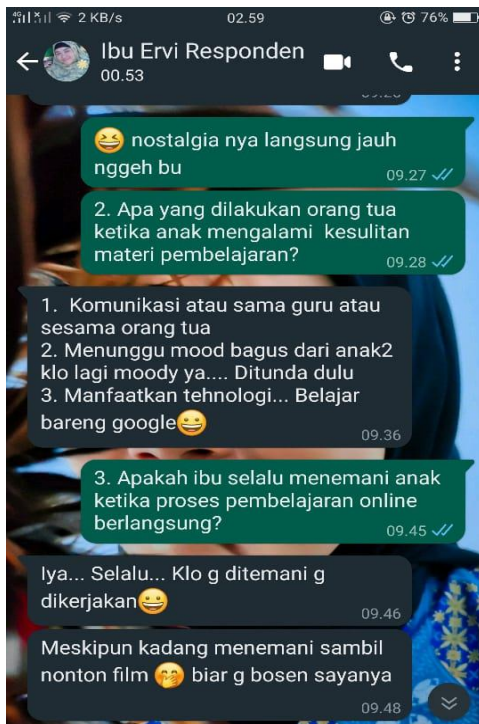 2 KB/s
02.59
76%
Ibu Ervi Responden
00.53
😆 nostalgia nya langsung jauh
nggeh bu
09.27
2. Apa yang dilakukan orang tua
ketika anak mengalami kesulitan
materi pembelajaran?
09.28
1. Komunikasi atau sama guru atau
sesama orang tua
2. Menunggu mood bagus dari anak2
klo lagi moody ya.... Ditunda dulu
3. Manfaatkan tehnologi... Belajar
bareng google😀
09.36
3. Apakah ibu selalu menemani anak
ketika proses pembelajaran online
berlangsung?
09.45
Iya... Selalu... Klo g ditemani g
dikerjakan😀
09.46
Meskipun kadang menemani sambil
nonton film 🤭 biar g bosen sayanya
09.48